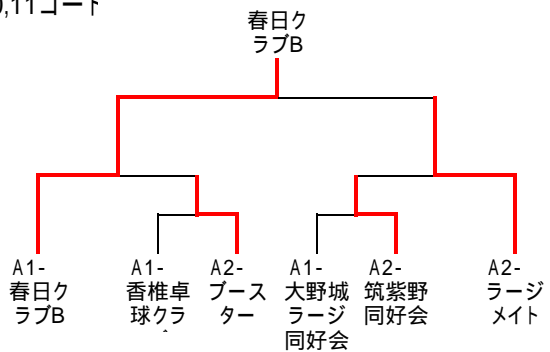 ,11コート
春日ク
ラブB
A1-
春日ク
ラブB
A1-
香椎卓
球クラ
A2-
ブース
ター
A1-
大野城
ラージ
同好会
A2-
筑紫野
同好会
A2-
ラージ
メイト